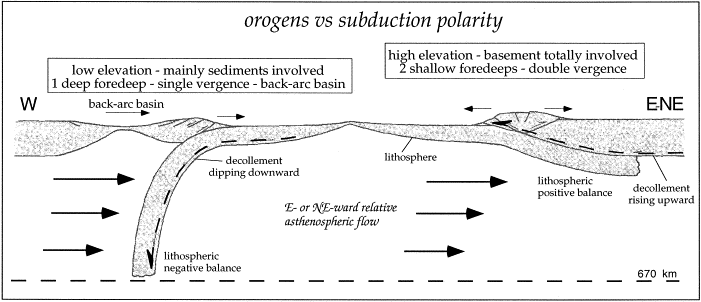 orogens vs subduction polarity
low elevation - mainly sediments involved
1 deep foredeep - single vergence - back-arc basin
high elevation - basement totally involved
2 shallow foredeeps - double vergence
W
back-arc basin
E-NE
decollement
dipping downward
lithosphere
lithospheric
positive balance
decollement
rising upward
E- or NE-ward relative
asthenospheric flow
lithospheric
negative balance
670 km